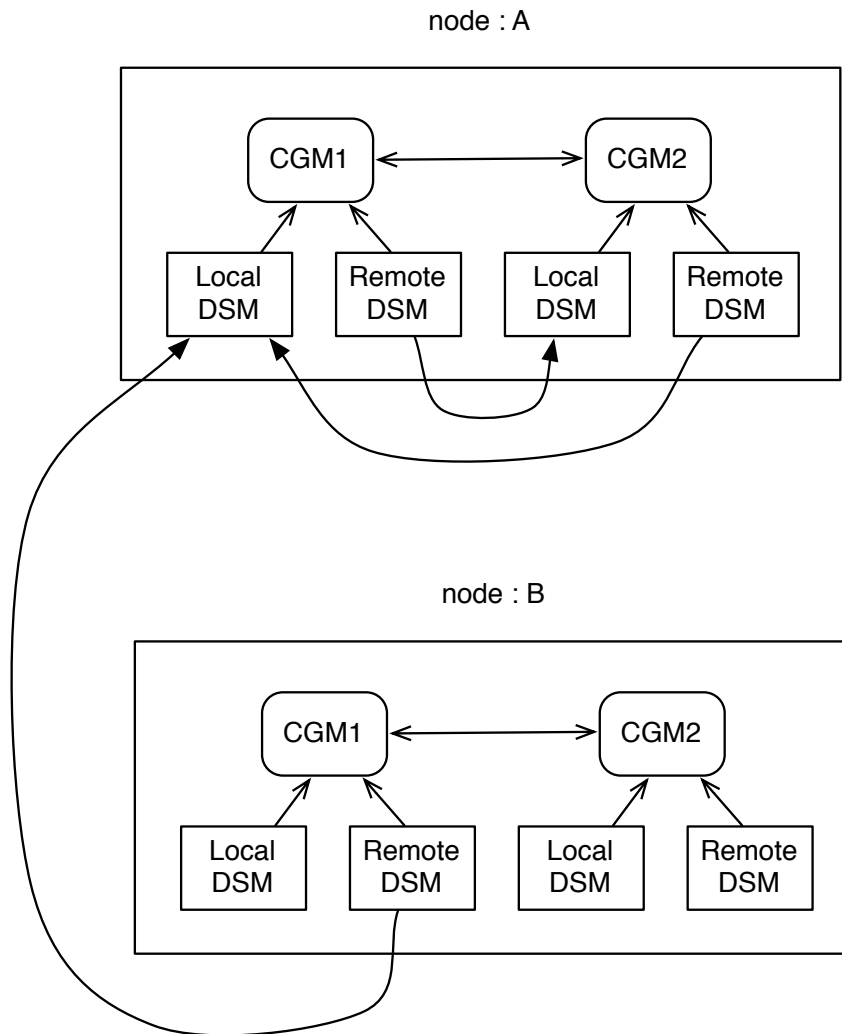 node : A
CGM1
CGM2
Local
DSM
Remote
DSM
Local
DSM
Remote
DSM
node : B
CGM1
CGM2
Local
DSM
Remote
DSM
Local
DSM
Remote
DSM